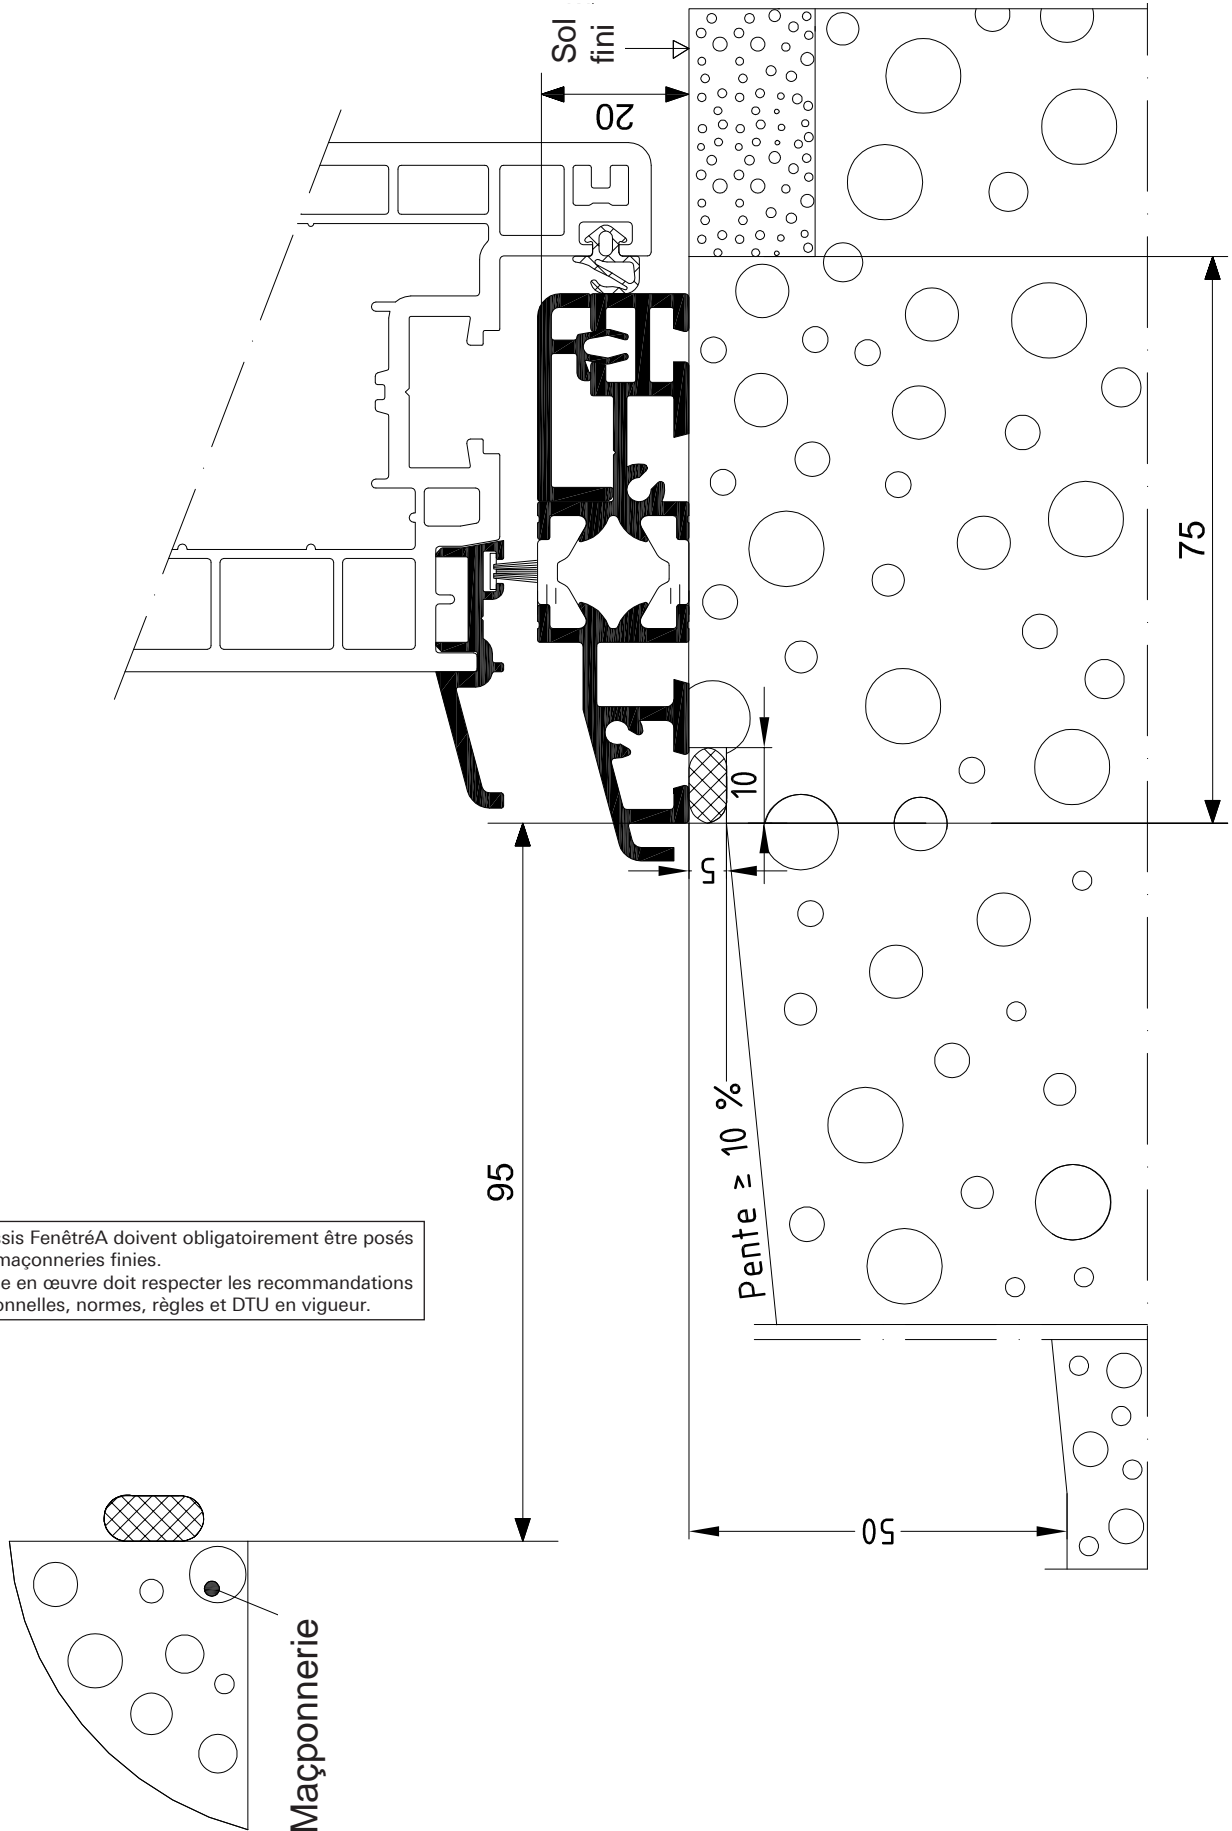 Sol
fini
20
75
10
5
95
Pente ≥ 10 %
sis FenêtréA doivent obligatoirement être posés
maçonneries finies.
e en œuvre doit respecter les recommandations
onnelles, normes, règles et DTU en vigueur.
50
Maçponnerie